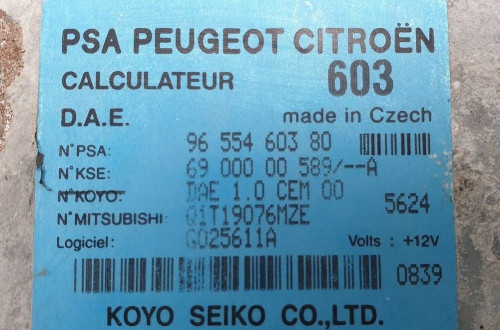 PSA PEUGEOT CITROËN
CALCULATEUR 603
D.A.E. made in Czech
N°PSA: 96 554 603 80
N°KSE: 69 000 00 589/--A
N°KOYO: DAE 1.0 CEM 00 5624
N°MITSUBISHI: Q1T19076MZE
Logiciel: G025611A Volts : +12V
0839
KOYO SEIKO CO.,LTD.